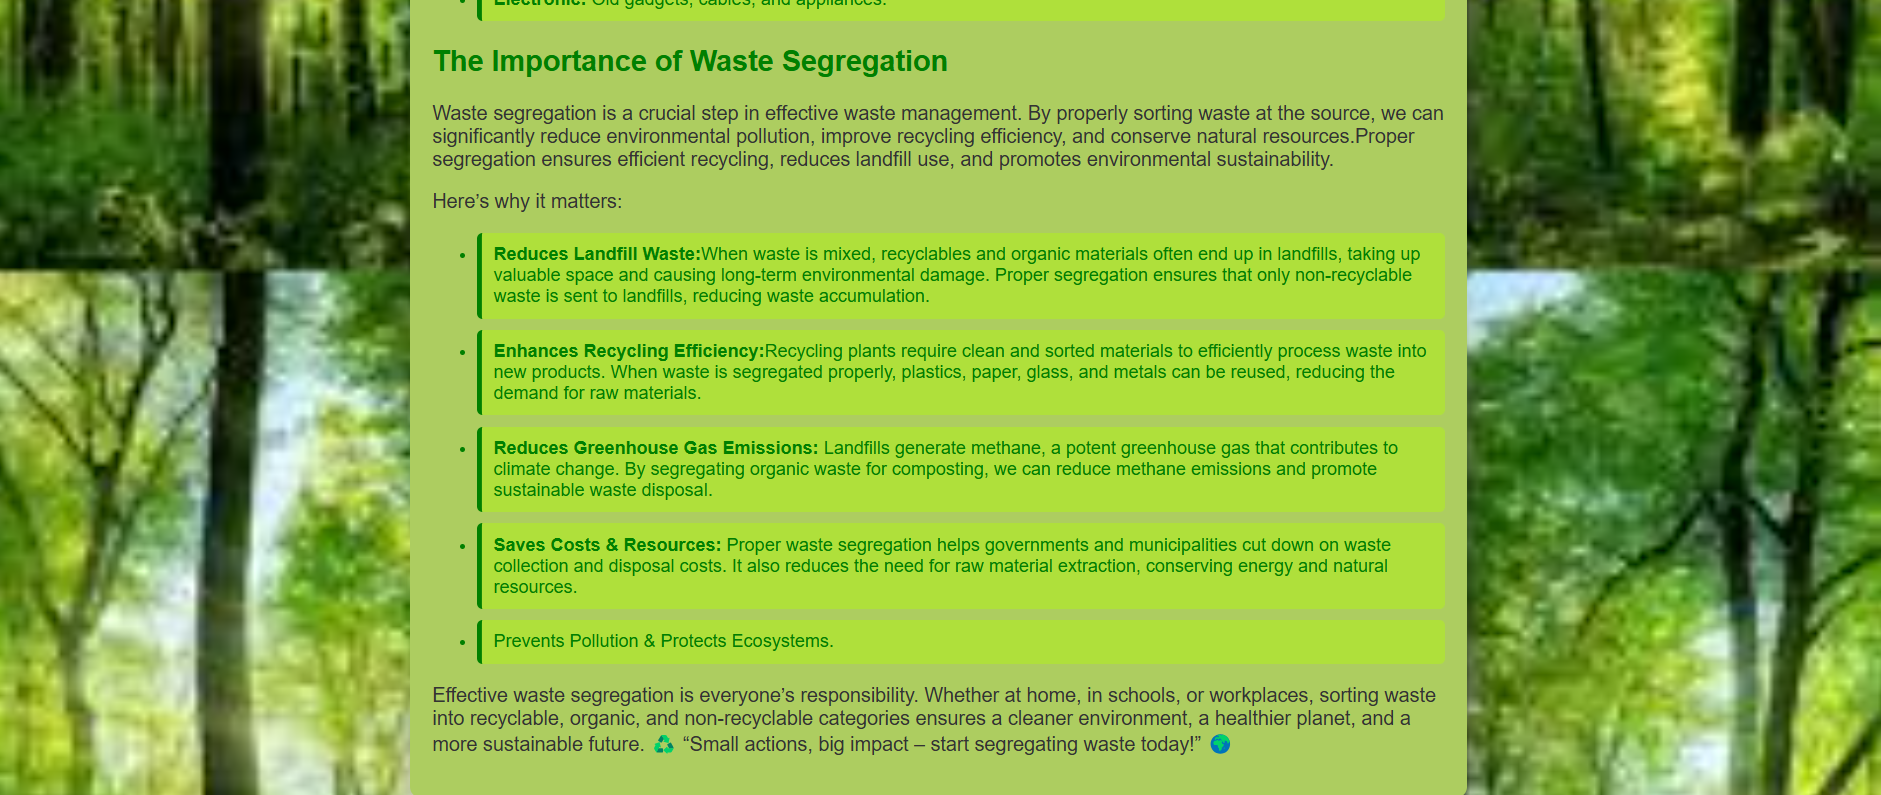 Electronic: Old gadgets, cables, and appliances.
The Importance of Waste Segregation
Waste segregation is a crucial step in effective waste management. By properly sorting waste at the source, we can
significantly reduce environmental pollution, improve recycling efficiency, and conserve natural resources.Proper
segregation ensures efficient recycling, reduces landfill use, and promotes environmental sustainability.
Here’s why it matters:
Reduces Landfill Waste:When waste is mixed, recyclables and organic materials often end up in landfills, taking up
valuable space and causing long-term environmental damage. Proper segregation ensures that only non-recyclable
waste is sent to landfills, reducing waste accumulation.
Enhances Recycling Efficiency:Recycling plants require clean and sorted materials to efficiently process waste into
new products. When waste is segregated properly, plastics, paper, glass, and metals can be reused, reducing the
demand for raw materials.
Reduces Greenhouse Gas Emissions: Landfills generate methane, a potent greenhouse gas that contributes to
climate change. By segregating organic waste for composting, we can reduce methane emissions and promote
sustainable waste disposal.
Saves Costs & Resources: Proper waste segregation helps governments and municipalities cut down on waste
collection and disposal costs. It also reduces the need for raw material extraction, conserving energy and natural
resources.
Prevents Pollution & Protects Ecosystems.
Effective waste segregation is everyone’s responsibility. Whether at home, in schools, or workplaces, sorting waste
into recyclable, organic, and non-recyclable categories ensures a cleaner environment, a healthier planet, and a
more sustainable future. ♻️ “Small actions, big impact – start segregating waste today!” 🌍